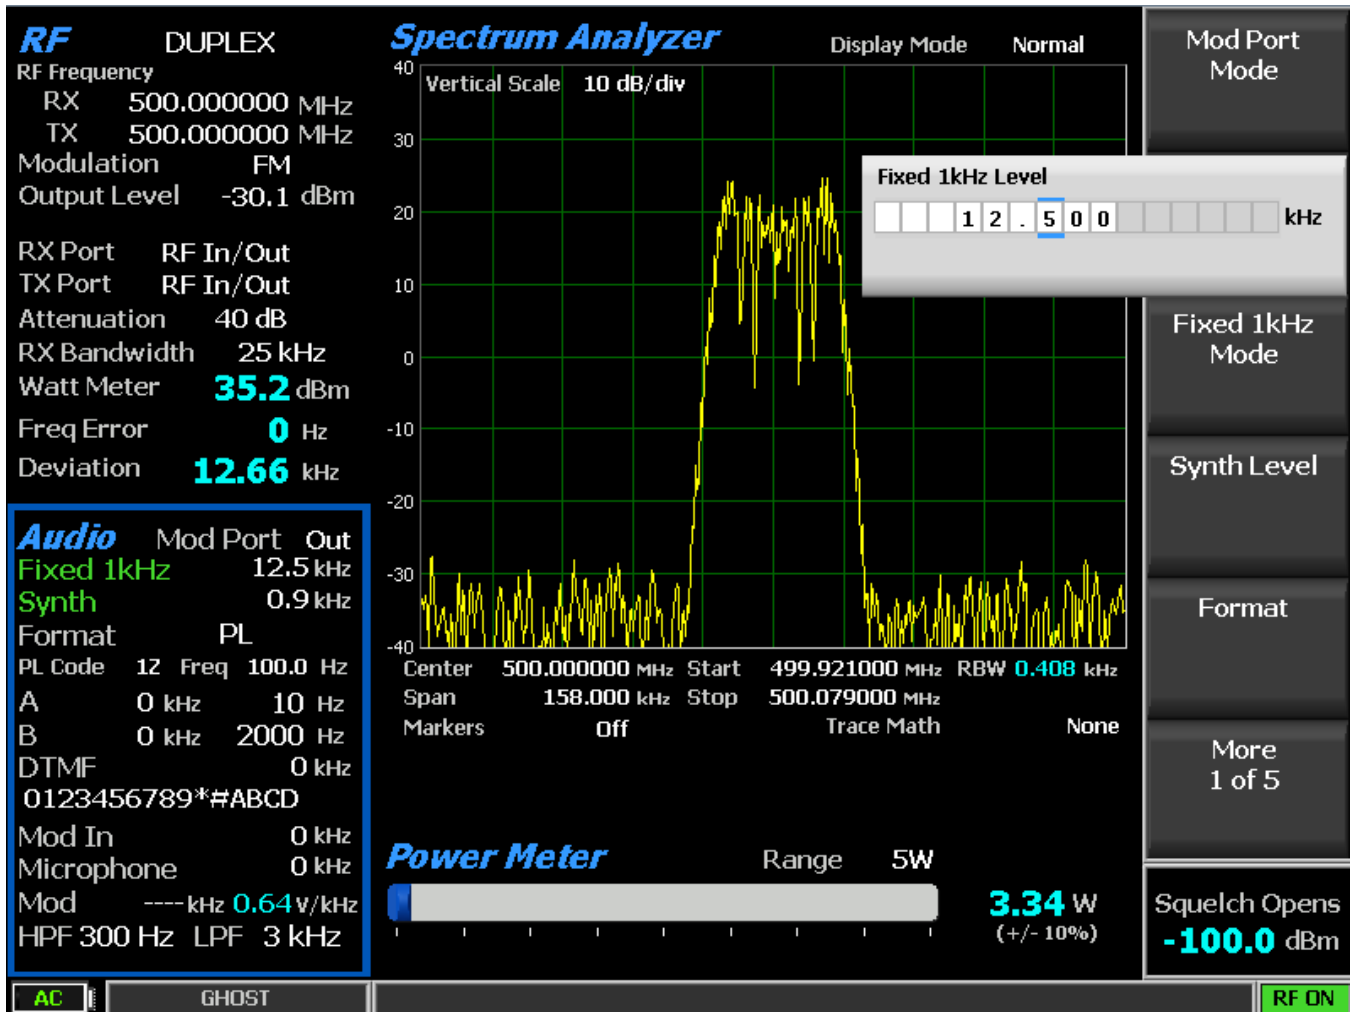 RF DUPLEX
RF Frequency
RX 500.000000 MHz
TX 500.000000 MHz
Modulation FM
Output Level -30.1 dBm
RX Port RF In/Out
TX Port RF In/Out
Attenuation 40 dB
RX Bandwidth 25 kHz
Watt Meter 35.2 dBm
Freq Error 0 Hz
Deviation 12.66 kHz
Audio Mod Port Out
Fixed 1kHz 12.5 kHz
Synth 0.9 kHz
Format PL
PL Code 1Z Freq 100.0 Hz
A 0 kHz 10 Hz
B 0 kHz 2000 Hz
DTMF 0 kHz
0123456789*#ABCD
Mod In 0 kHz
Microphone 0 kHz
Mod ----kHz 0.64 v/kHz
HPF 300 Hz LPF 3 kHz
Spectrum Analyzer Display Mode Normal
Vertical Scale 10 dB/div
40
30
20
10
0
-10
-20
-30
-40
Center 500.000000 MHz Start 499.921000 MHz RBW 0.408 kHz
Span 158.000 kHz Stop 500.079000 MHz
Markers Off Trace Math None
Power Meter Range 5W
3.34 W
(+/- 10%)
Mod Port
Mode
Fixed 1kHz Level
12.500 kHz
Fixed 1kHz
Mode
Synth Level
Format
More
1 of 5
Squelch Opens
-100.0 dBm
AC GHOST RF ON